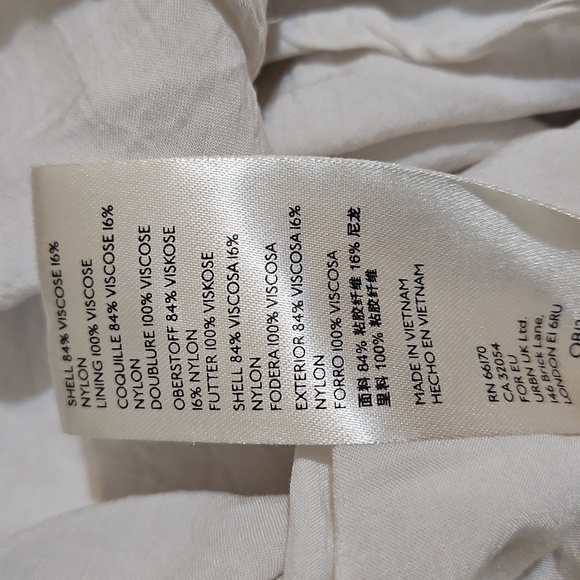 SHELL 84% VISCOSE 16%
NYLON
LINING 100% VISCOSE
COQUILLE 84% VISCOSE 16%
NYLON
DOUBLURE 100% VISCOSE
OBERSTOFF 84% VISKOSE
16% NYLON
FUTTER 100% VISKOSE
SHELL 84% VISCOSA 16%
NYLON
FODERA 100% VISCOSA
EXTERIOR 84% VISCOSA 16%
NYLON
FORRO 100% VISCOSA
面料 84% 粘胶纤维 16% 尼龙
里料 100% 粘胶纤维
MADE IN VIETNAM
HECHO EN VIETNAM
RN 66170
CA 32054
FOR EU
URBN UK Ltd.
146 Brick Lane,
LONDON E1 6RU